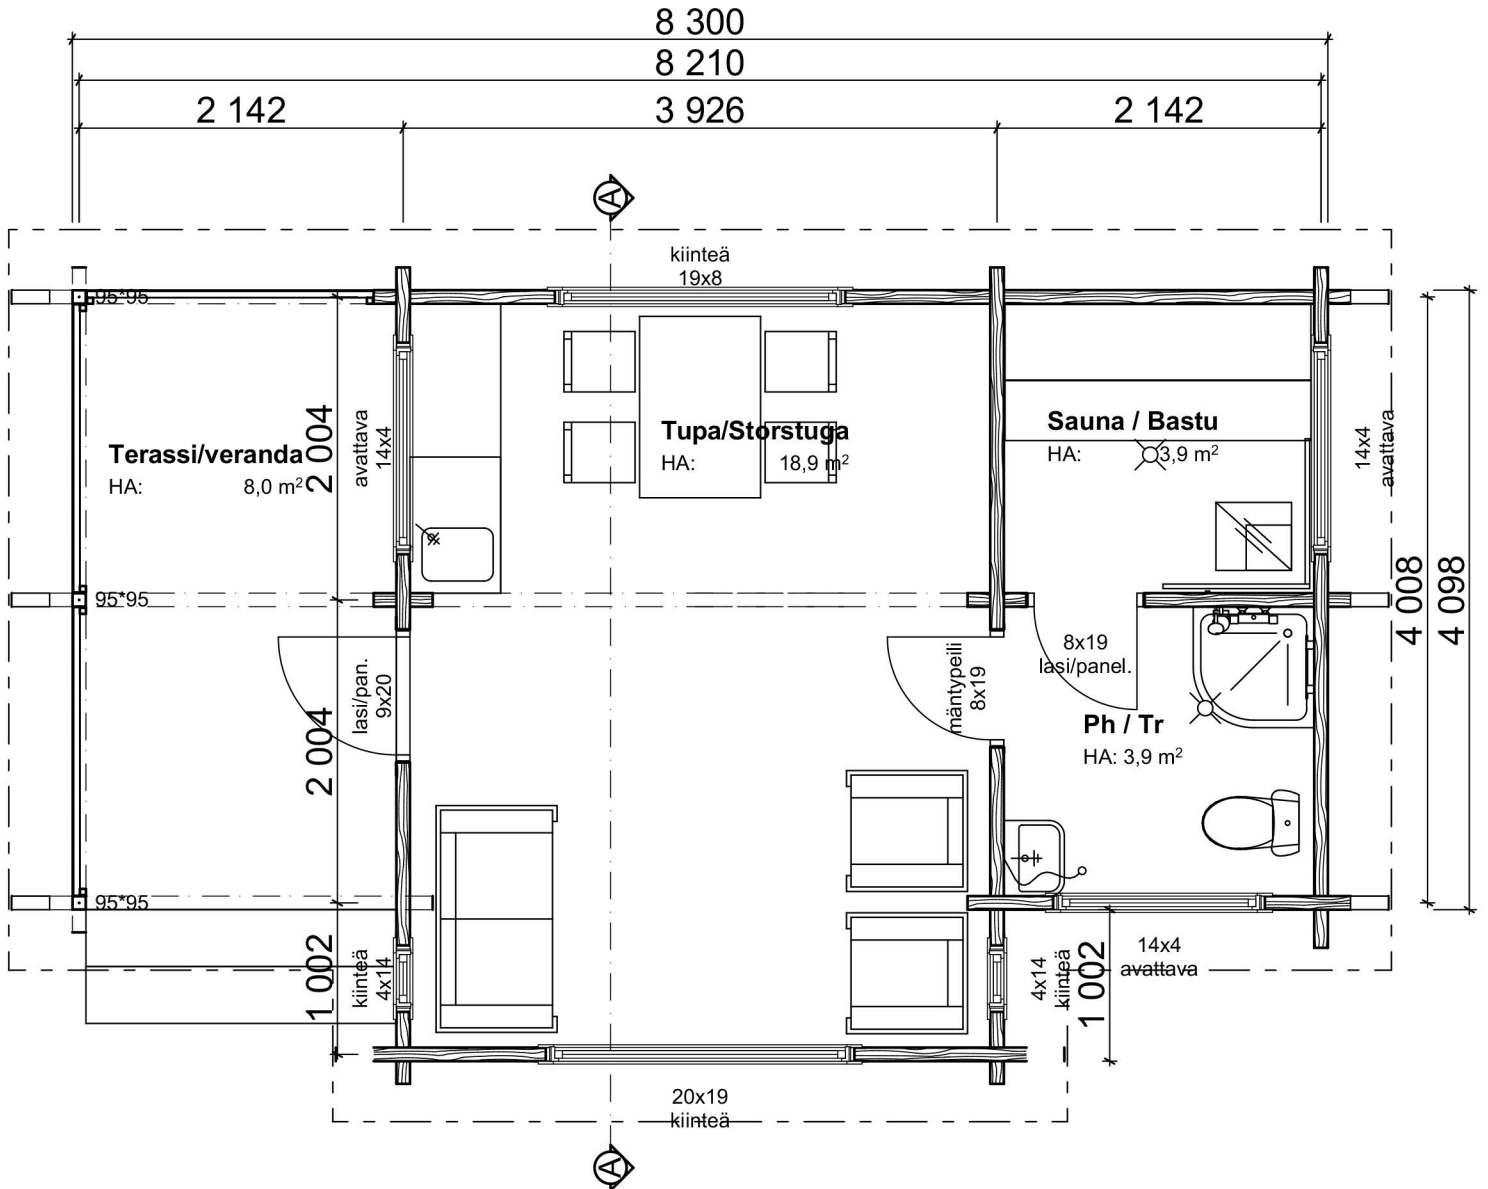 8 300
8 210
2 142
3 926
2 142
A
kiinteä
19x8
95*95
2 004
avattava
14x4
Terassi/veranda
HA: 8,0 m²
Tupa/Storstuga
HA: 18,9 m²
Sauna / Bastu
HA: 3,9 m²
14x4
avattava
95*95
4 008
4 098
2 004
lasi/pan.
9x20
mäntypeili
8x19
8x19
lasi/panel.
Ph / Tr
HA: 3,9 m²
95*95
1 002
kiinteä
4x14
4x14
kiinteä
1 002
14x4
avattava
20x19
kiinteä
A